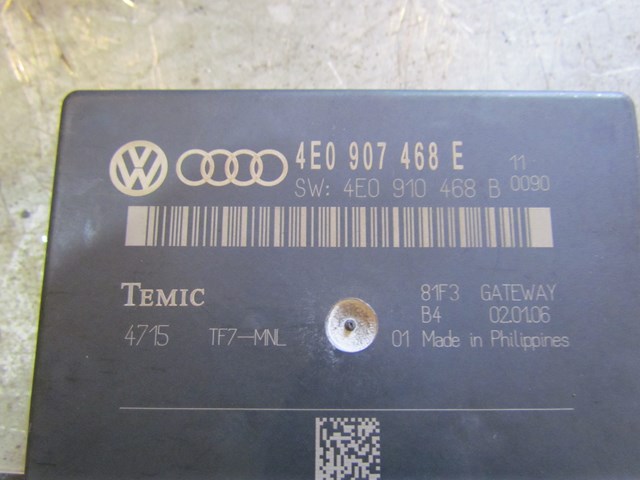 4E0 907 468 E 11
SW: 4E0 910 468 B 0090
TEMIC 81F3 GATEWAY
B4 02.01.06
4715 TF7-MNL 01 Made in Philippines